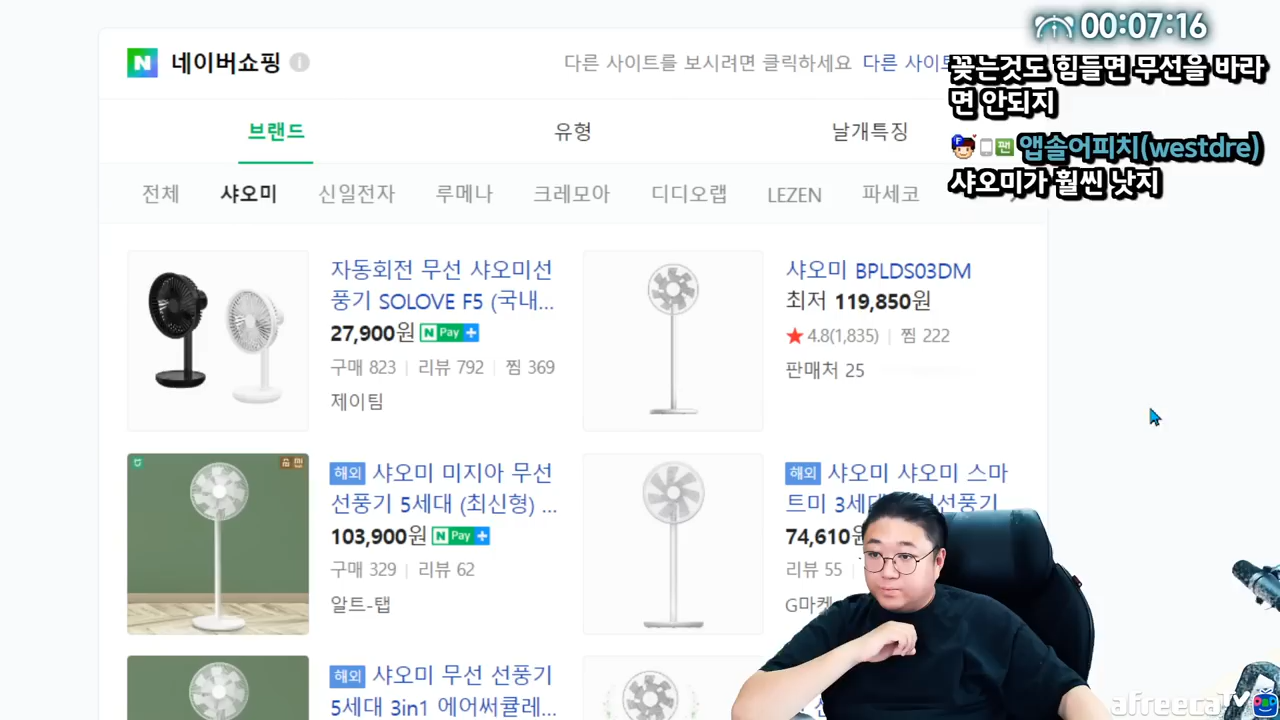 00:07:16
네이버쇼핑
다른 사이트를 보시려면 클릭하세요 다른 사이트
꽂는것도 힘들면 무선을 바라
면 안되지
팬 앱솔어피치(westdre)
샤오미가 훨씬 낫지
브랜드
유형
날개특징
전체
샤오미
신일전자
루메나
크레모아
디디오랩
LEZEN
파세코
자동회전 무선 샤오미선
풍기 SOLOVE F5 (국내...
27,900원 N Pay +
구매 823 | 리뷰 792 | 찜 369
제이팀
샤오미 BPLDS03DM
최저 119,850원
★ 4.8(1,835) | 찜 222
판매처 25
해외 샤오미 미지아 무선
선풍기 5세대 (최신형) ...
103,900원 N Pay +
구매 329 | 리뷰 62
알트-탭
해외 샤오미 샤오미 스마
트미 3세대
74,610원
리뷰 55
G마켓
해외 샤오미 무선 선풍기
5세대 3in1 에어써큘레...
afreecaTV